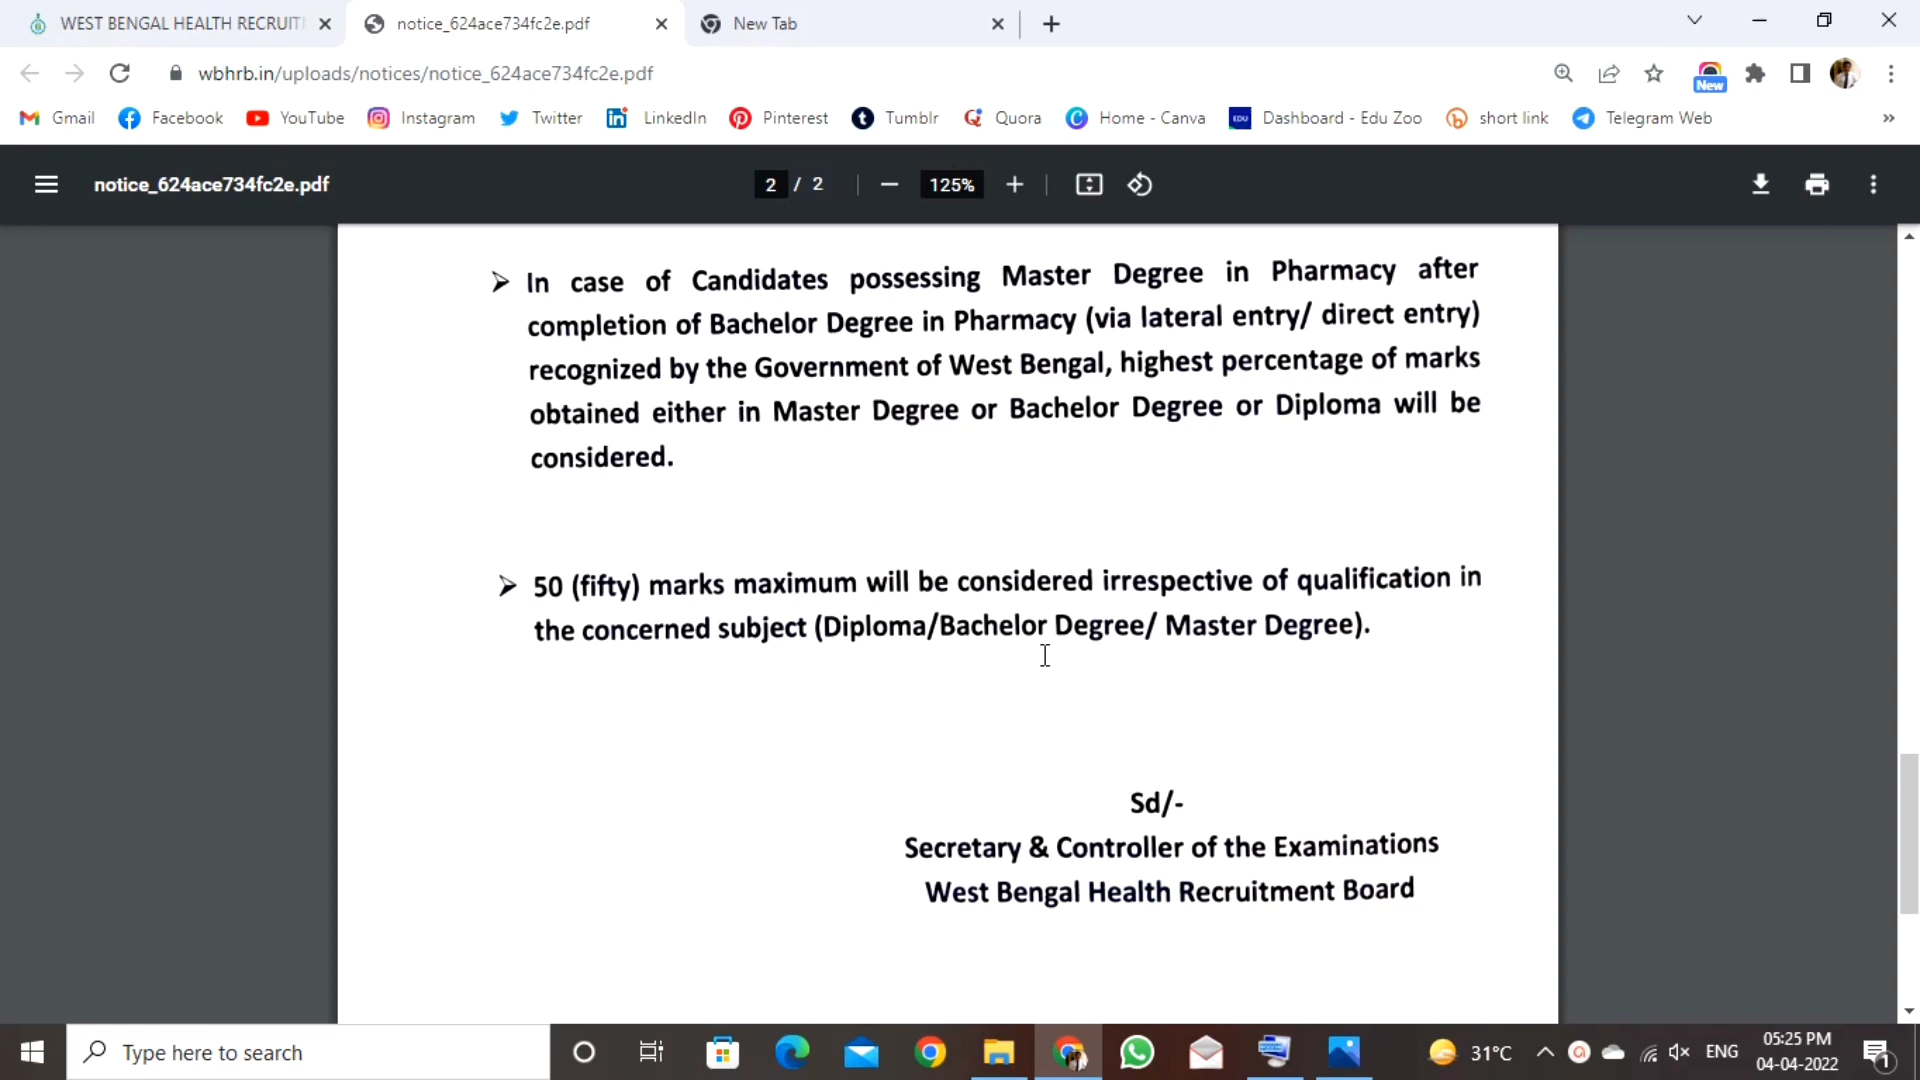 WEST BENGAL HEALTH RECRUIT
notice_624ace734fc2e.pdf
New Tab
wbhrb.in/uploads/notices/notice_624ace734fc2e.pdf
New
Gmail
Facebook
YouTube
Instagram
Twitter
LinkedIn
Pinterest
Tumblr
Quora
Home - Canva
EDU
Dashboard - Edu Zoo
short link
Telegram Web
»
notice_624ace734fc2e.pdf
2 / 2
125%
➢ In case of Candidates possessing Master Degree in Pharmacy after
completion of Bachelor Degree in Pharmacy (via lateral entry/ direct entry)
recognized by the Government of West Bengal, highest percentage of marks
obtained either in Master Degree or Bachelor Degree or Diploma will be
considered.
➢ 50 (fifty) marks maximum will be considered irrespective of qualification in
the concerned subject (Diploma/Bachelor Degree/ Master Degree).
Sd/-
Secretary & Controller of the Examinations
West Bengal Health Recruitment Board
Type here to search
31°C
ENG
05:25 PM
04-04-2022
1